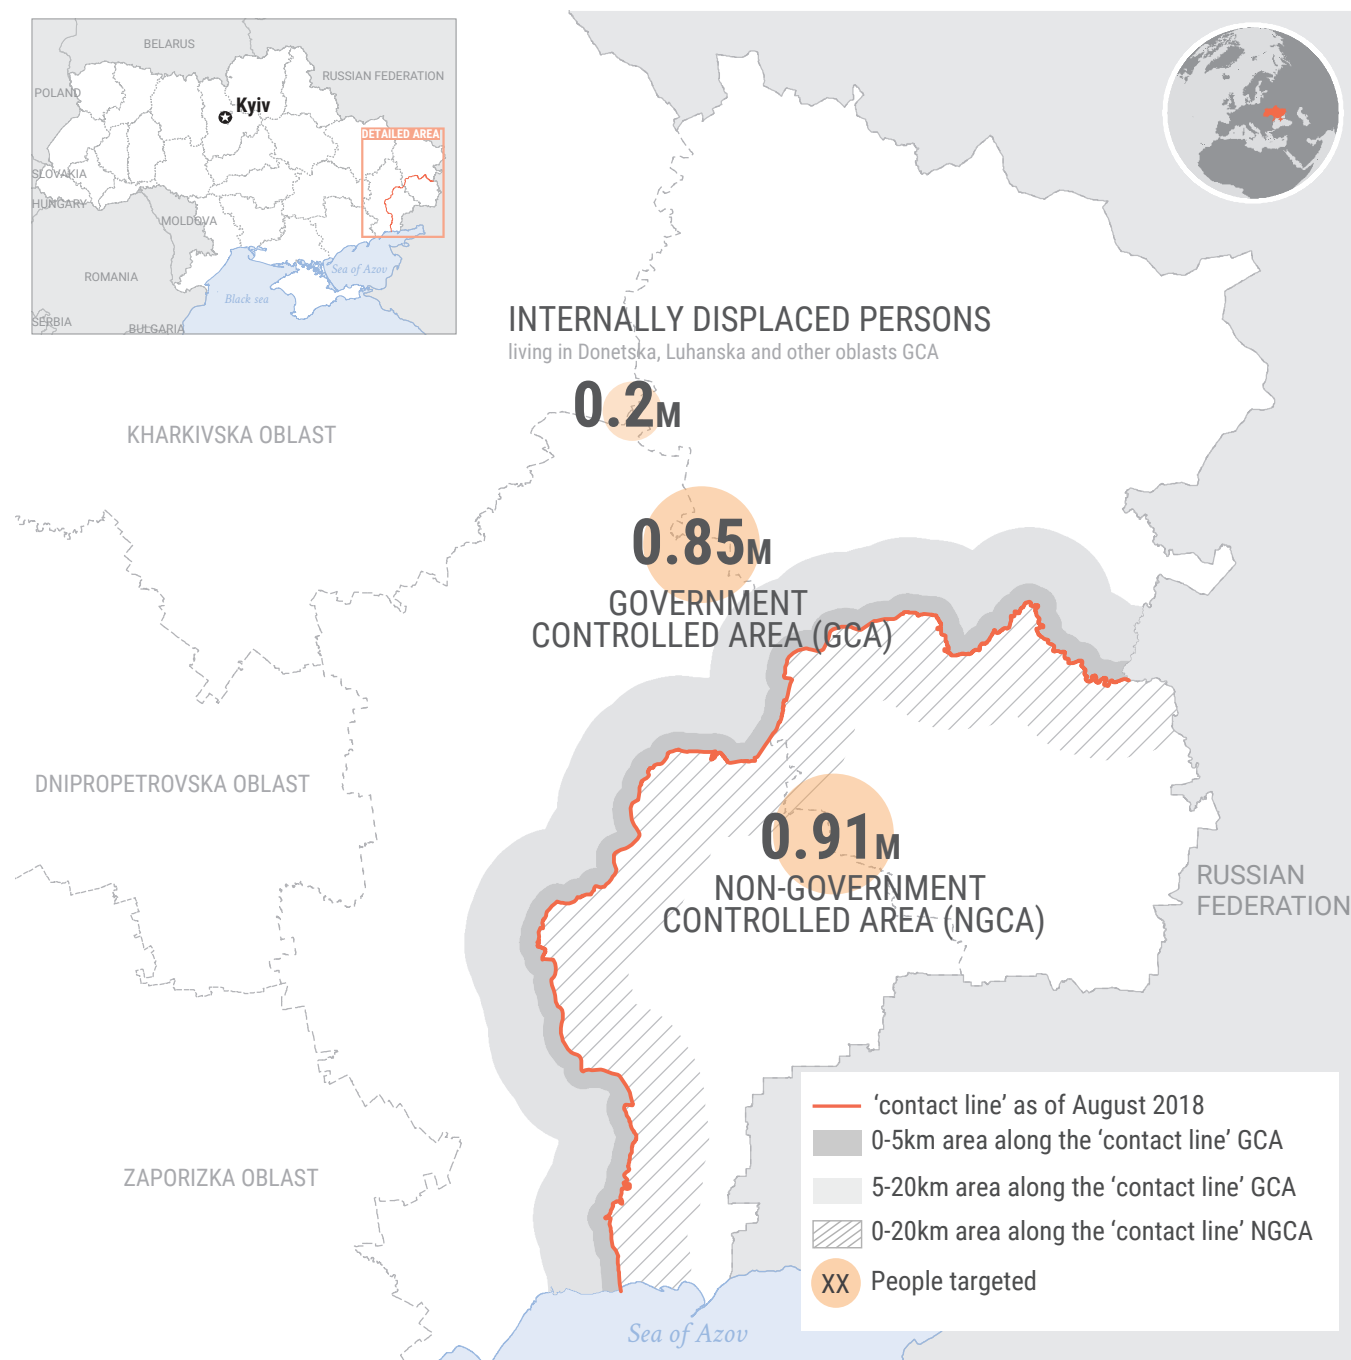 BELARUS
RUSSIAN FEDERATION
POLAND
Kyiv
DETAILED AREA
SLOVAKIA
HUNGARY
MOLDOVA
ROMANIA
Sea of Azov
Black sea
SERBIA
BULGARIA
INTERNALLY DISPLACED PERSONS
living in Donetska, Luhanska and other oblasts GCA
0.2M
KHARKIVSKA OBLAST
0.85M
GOVERNMENT
CONTROLLED AREA (GCA)
DNIPROPETROVSKA OBLAST
0.91M
NON-GOVERNMENT
CONTROLLED AREA (NGCA)
RUSSIAN
FEDERATION
ZAPORIZKA OBLAST
‘contact line’ as of August 2018
0-5km area along the ‘contact line’ GCA
5-20km area along the ‘contact line’ GCA
0-20km area along the ‘contact line’ NGCA
XX People targeted
Sea of Azov